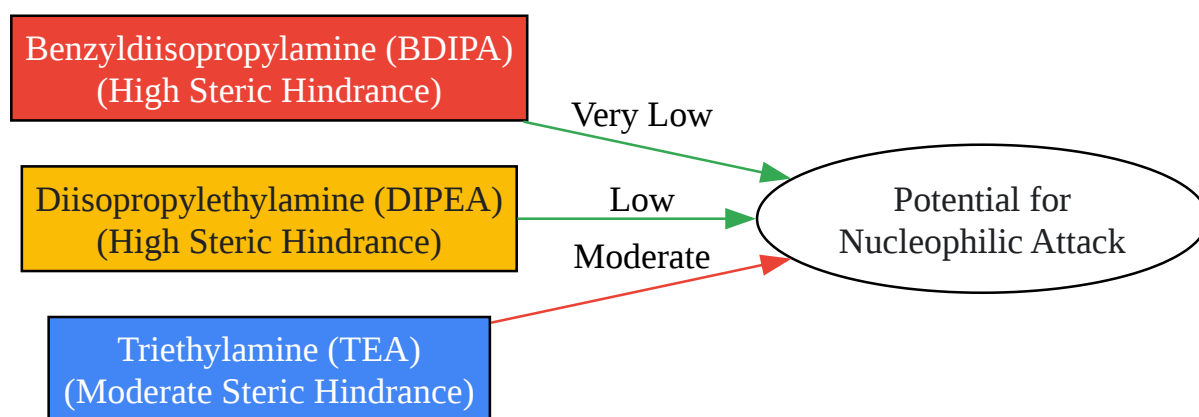 Benzyldiisopropylamine (BDIPA)
(High Steric Hindrance)
Very Low
Diisopropylethylamine (DIPEA)
(High Steric Hindrance)
Low
Potential for
Nucleophilic Attack
Moderate
Triethylamine (TEA)
(Moderate Steric Hindrance)